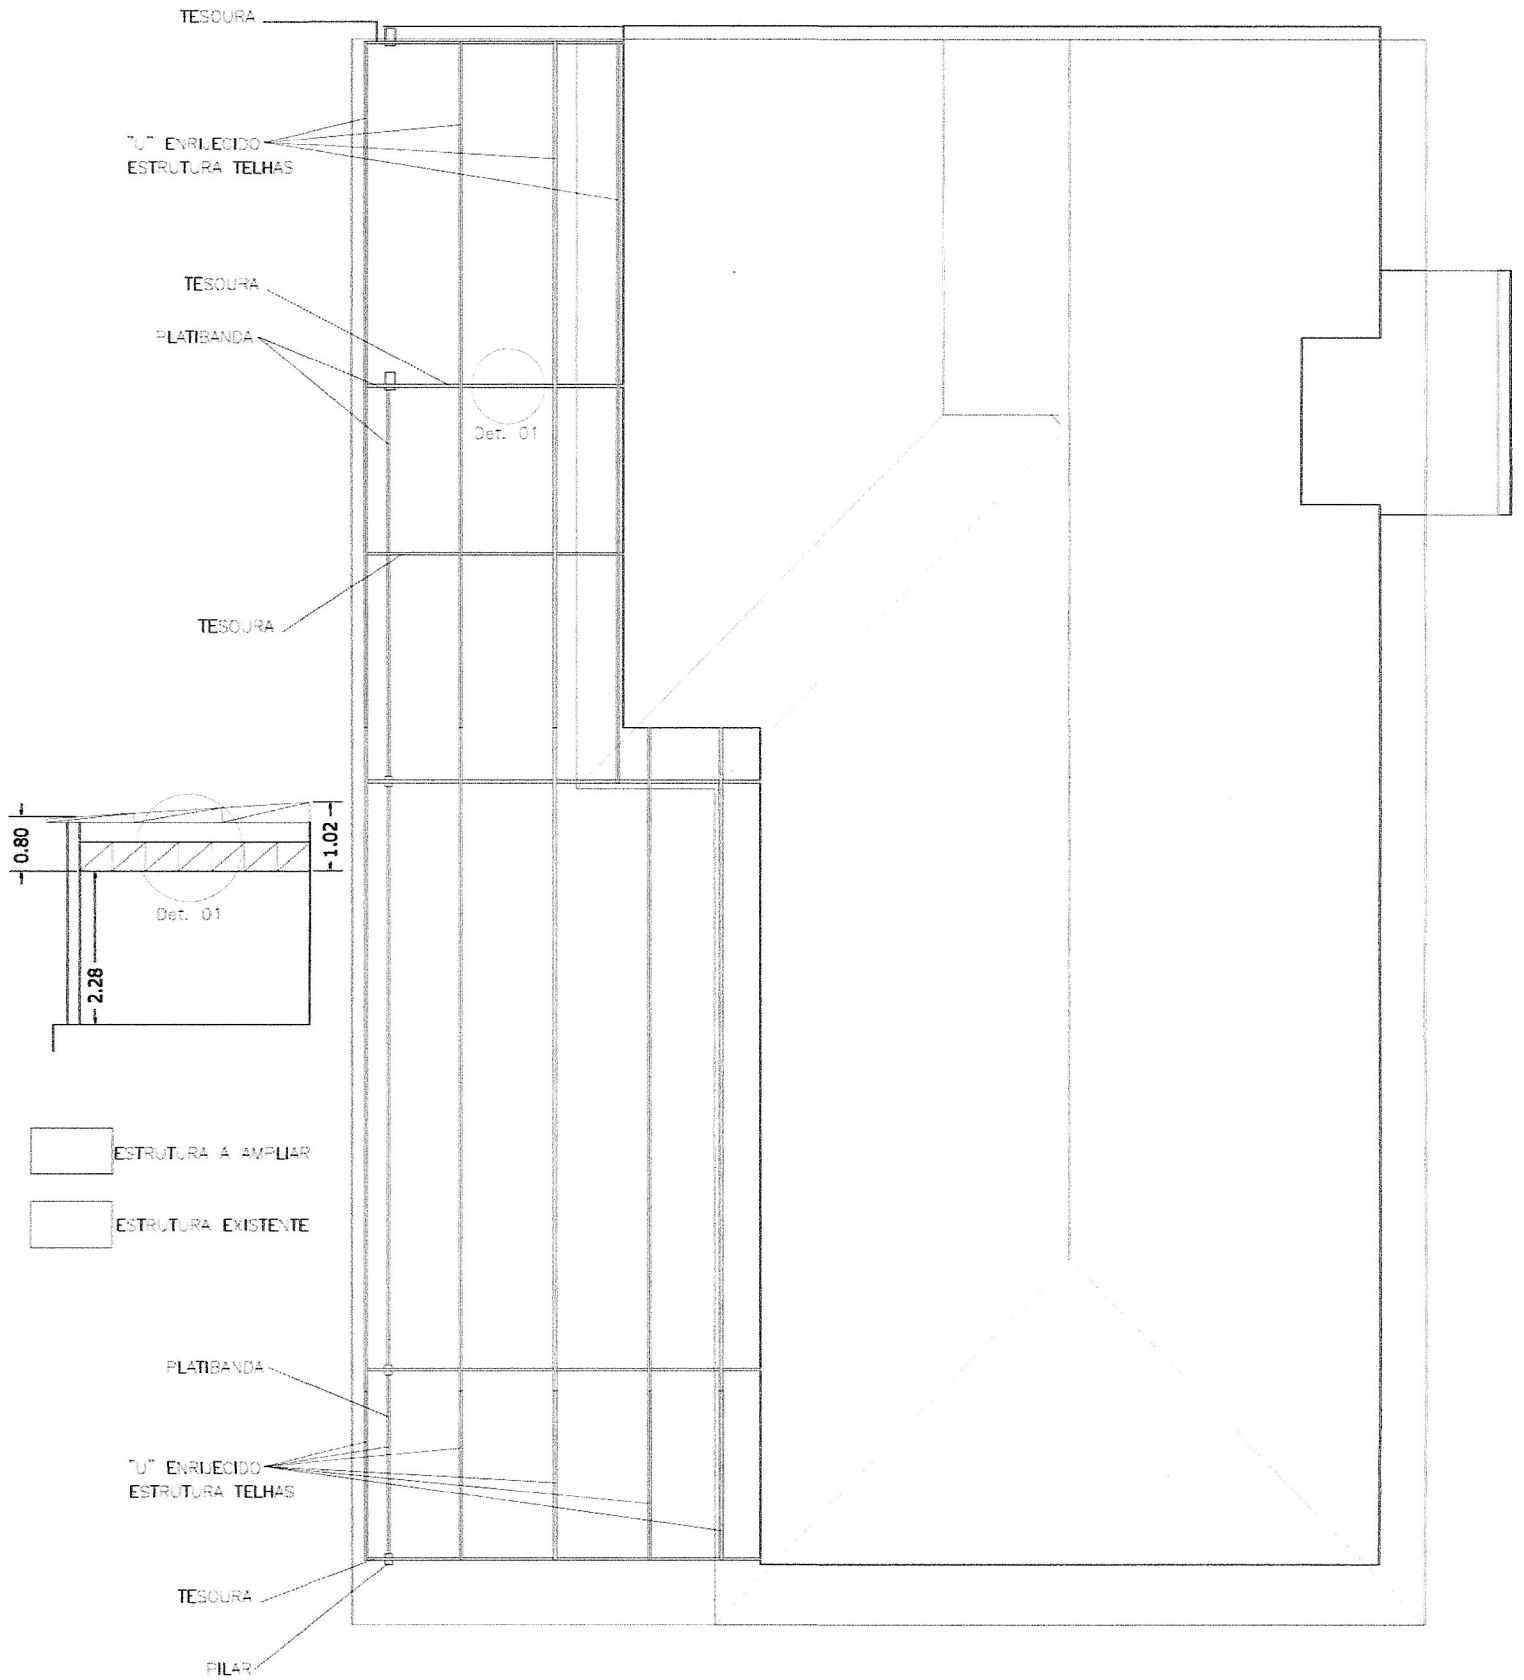 TESOURA
"U" ENRIJECIDO
ESTRUTURA TELHAS
TESOURA
PLATIBANDA
Det. 01
TESOURA
0.80
1.02
Det. 01
2.28
ESTRUTURA A AMPLIAR
ESTRUTURA EXISTENTE
PLATIBANDA
"U" ENRIJECIDO
ESTRUTURA TELHAS
TESOURA
PILAR